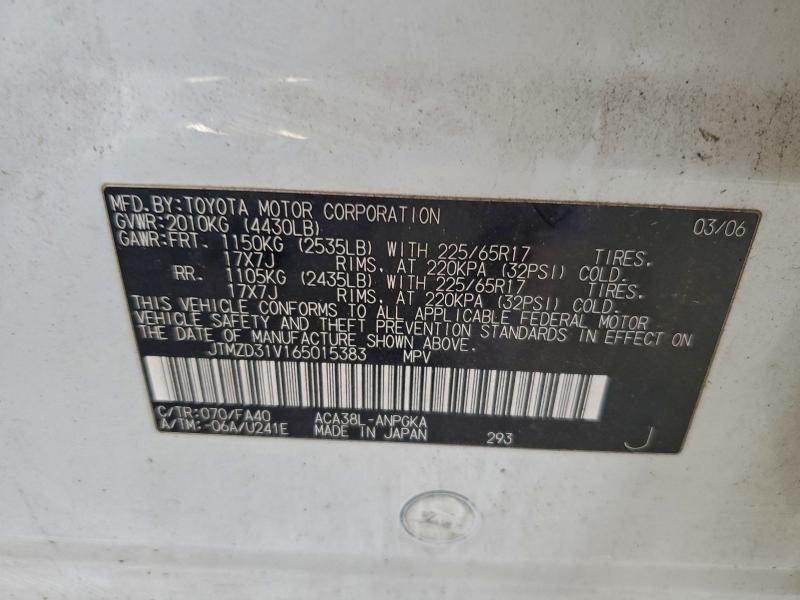 MFD. BY: TOYOTA MOTOR CORPORATION 03/06
GVWR: 2010KG (4430LB)
GAWR: FRT. 1150KG (2535LB) WITH 225/65R17 TIRES.
17X7J RIMS, AT 220KPA (32PSI) COLD.
RR. 1105KG (2435LB) WITH 225/65R17 TIRES.
17X7J RIMS, AT 220KPA (32PSI) COLD.
THIS VEHICLE CONFORMS TO ALL APPLICABLE FEDERAL MOTOR
VEHICLE SAFETY AND THEFT PREVENTION STANDARDS IN EFFECT ON
THE DATE OF MANUFACTURE SHOWN ABOVE.
JTMZD31V165015383 MPV
C/TR: 070/FA40 ACA38L-ANPGKA
A/TM: -06A/U241E MADE IN JAPAN 293 J